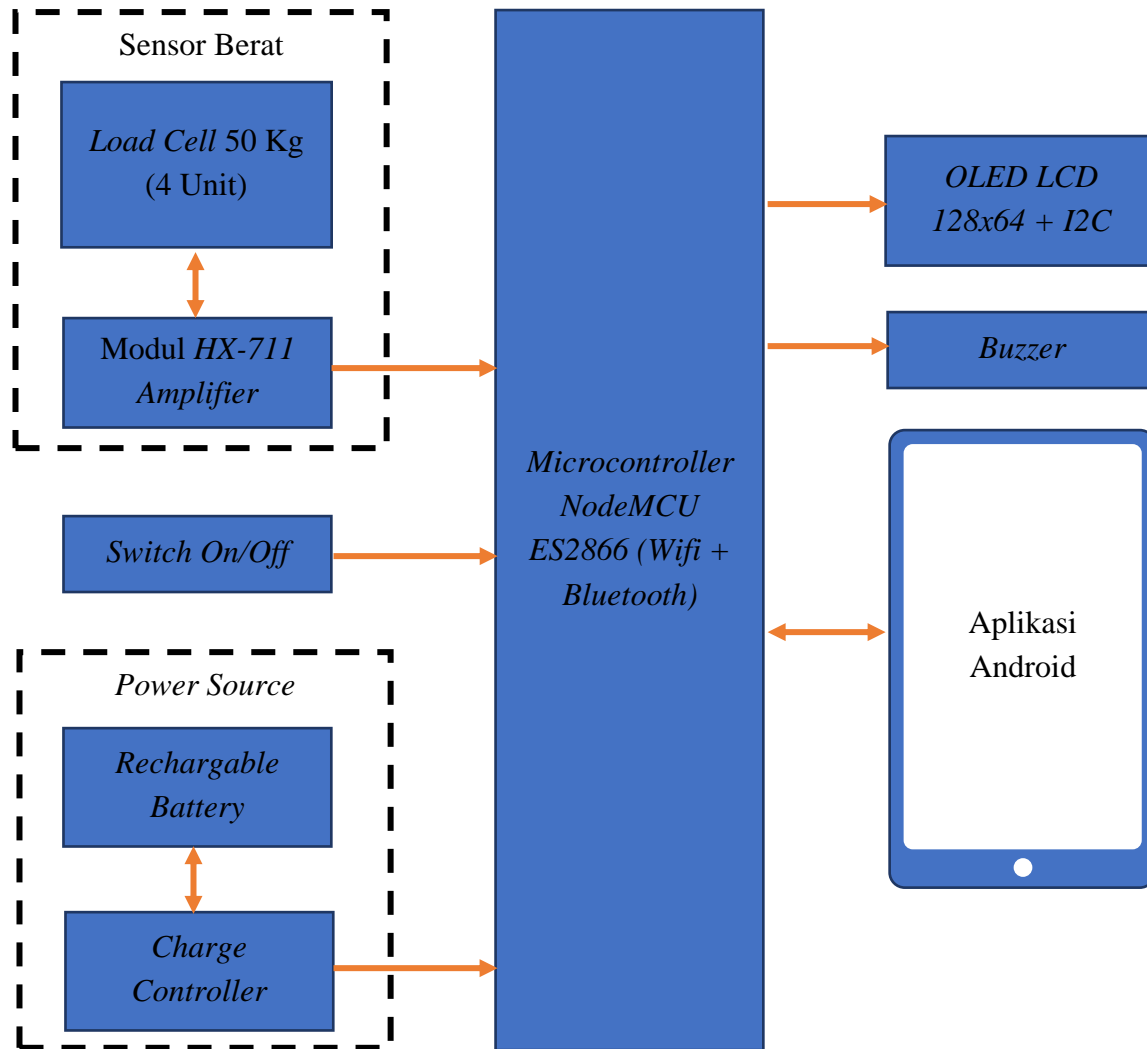 Sensor Berat
Load Cell 50 Kg
(4 Unit)
Modul HX-711
Amplifier
Switch On/Off
Power Source
Rechargable
Battery
Charge
Controller
Microcontroller
NodeMCU
ES2866 (Wifi +
Bluetooth)
OLED LCD
128x64 + I2C
Buzzer
Aplikasi
Android